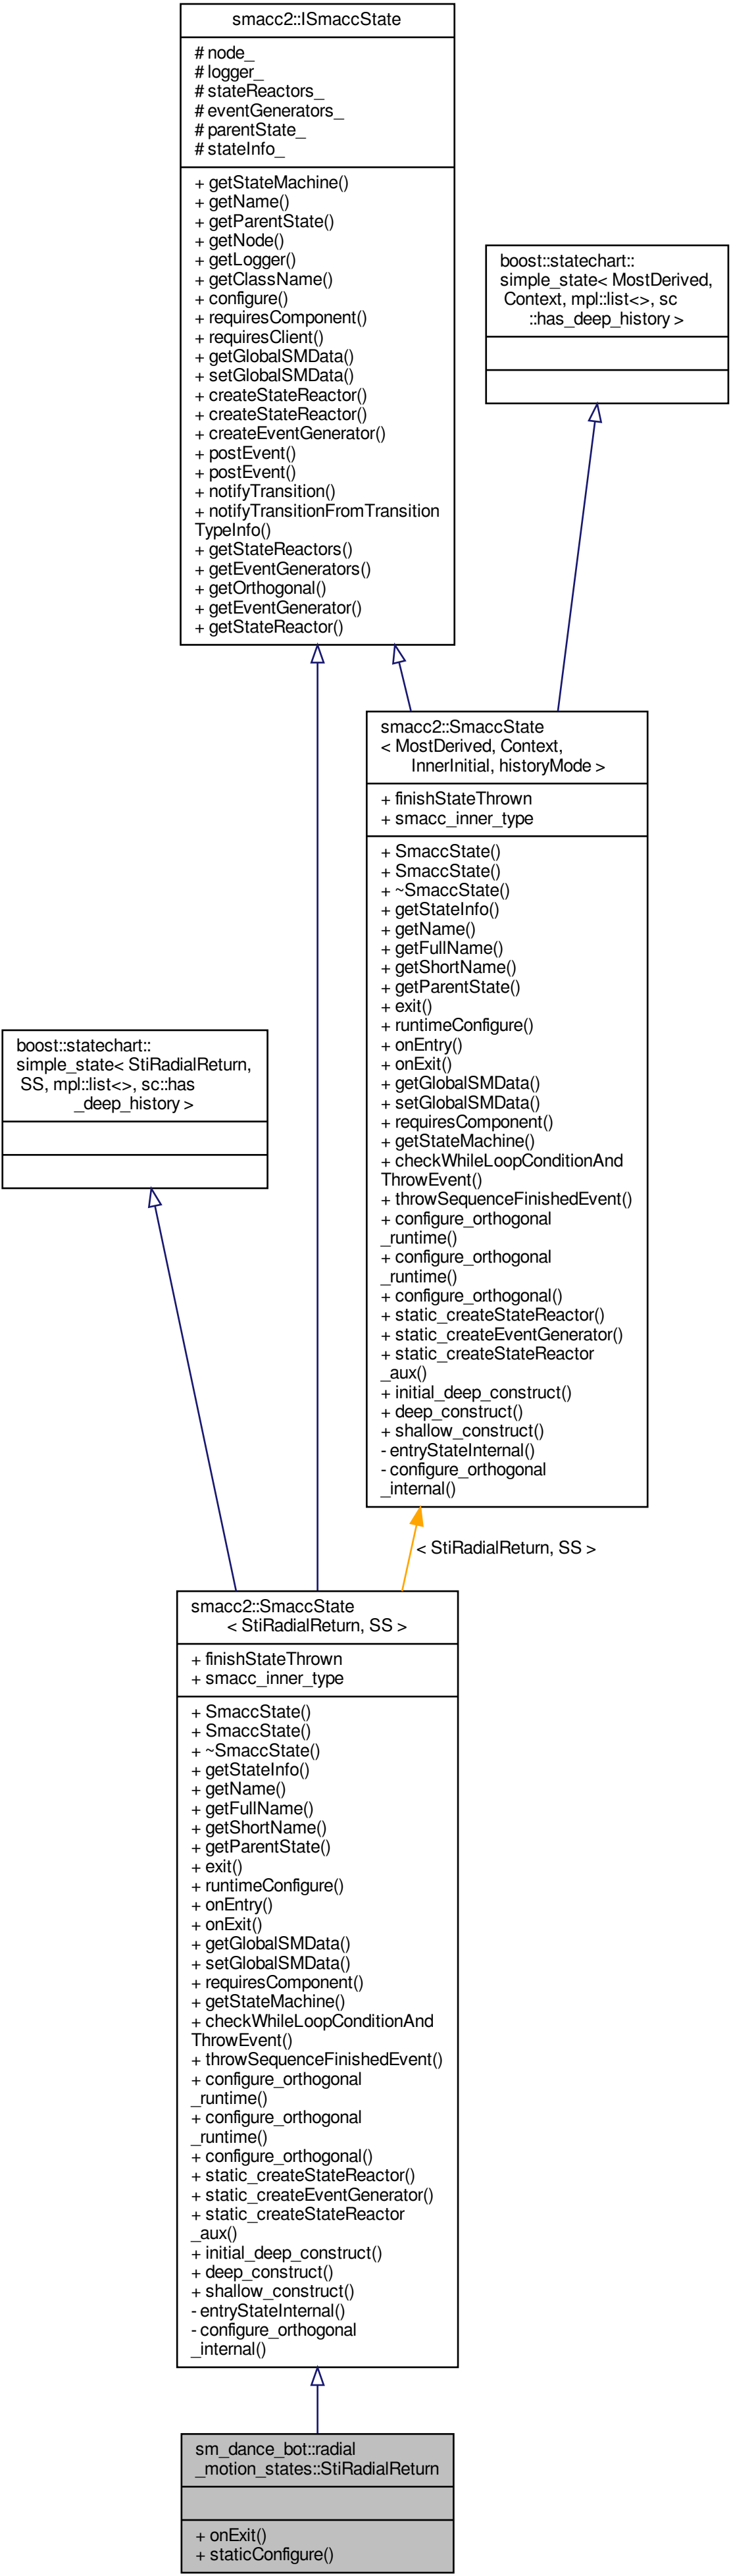 smacc2::ISmaccState
# node_
# logger_
# stateReactors_
# eventGenerators_
# parentState_
# stateInfo_
+ getStateMachine()
+ getName()
+ getParentState()
+ getNode()
+ getLogger()
+ getClassName()
+ configure()
+ requiresComponent()
+ requiresClient()
+ getGlobalSMData()
+ setGlobalSMData()
+ createStateReactor()
+ createStateReactor()
+ createEventGenerator()
+ postEvent()
+ postEvent()
+ notifyTransition()
+ notifyTransitionFromTransition
TypeInfo()
+ getStateReactors()
+ getEventGenerators()
+ getOrthogonal()
+ getEventGenerator()
+ getStateReactor()
boost::statechart::
simple_state< MostDerived,
Context, mpl::list<>, sc
::has_deep_history >
smacc2::SmaccState
< MostDerived, Context,
InnerInitial, historyMode >
+ finishStateThrown
+ smacc_inner_type
+ SmaccState()
+ SmaccState()
+ ~SmaccState()
+ getStateInfo()
+ getName()
+ getFullName()
+ getShortName()
+ getParentState()
+ exit()
+ runtimeConfigure()
+ onEntry()
+ onExit()
+ getGlobalSMData()
+ setGlobalSMData()
+ requiresComponent()
+ getStateMachine()
+ checkWhileLoopConditionAnd
ThrowEvent()
+ throwSequenceFinishedEvent()
+ configure_orthogonal
_runtime()
+ configure_orthogonal
_runtime()
+ configure_orthogonal()
+ static_createStateReactor()
+ static_createEventGenerator()
+ static_createStateReactor
_aux()
+ initial_deep_construct()
+ deep_construct()
+ shallow_construct()
- entryStateInternal()
- configure_orthogonal
_internal()
boost::statechart::
simple_state< StiRadialReturn,
SS, mpl::list<>, sc::has
_deep_history >
< StiRadialReturn, SS >
smacc2::SmaccState
< StiRadialReturn, SS >
+ finishStateThrown
+ smacc_inner_type
+ SmaccState()
+ SmaccState()
+ ~SmaccState()
+ getStateInfo()
+ getName()
+ getFullName()
+ getShortName()
+ getParentState()
+ exit()
+ runtimeConfigure()
+ onEntry()
+ onExit()
+ getGlobalSMData()
+ setGlobalSMData()
+ requiresComponent()
+ getStateMachine()
+ checkWhileLoopConditionAnd
ThrowEvent()
+ throwSequenceFinishedEvent()
+ configure_orthogonal
_runtime()
+ configure_orthogonal
_runtime()
+ configure_orthogonal()
+ static_createStateReactor()
+ static_createEventGenerator()
+ static_createStateReactor
_aux()
+ initial_deep_construct()
+ deep_construct()
+ shallow_construct()
- entryStateInternal()
- configure_orthogonal
_internal()
sm_dance_bot::radial
_motion_states::StiRadialReturn
+ onExit()
+ staticConfigure()